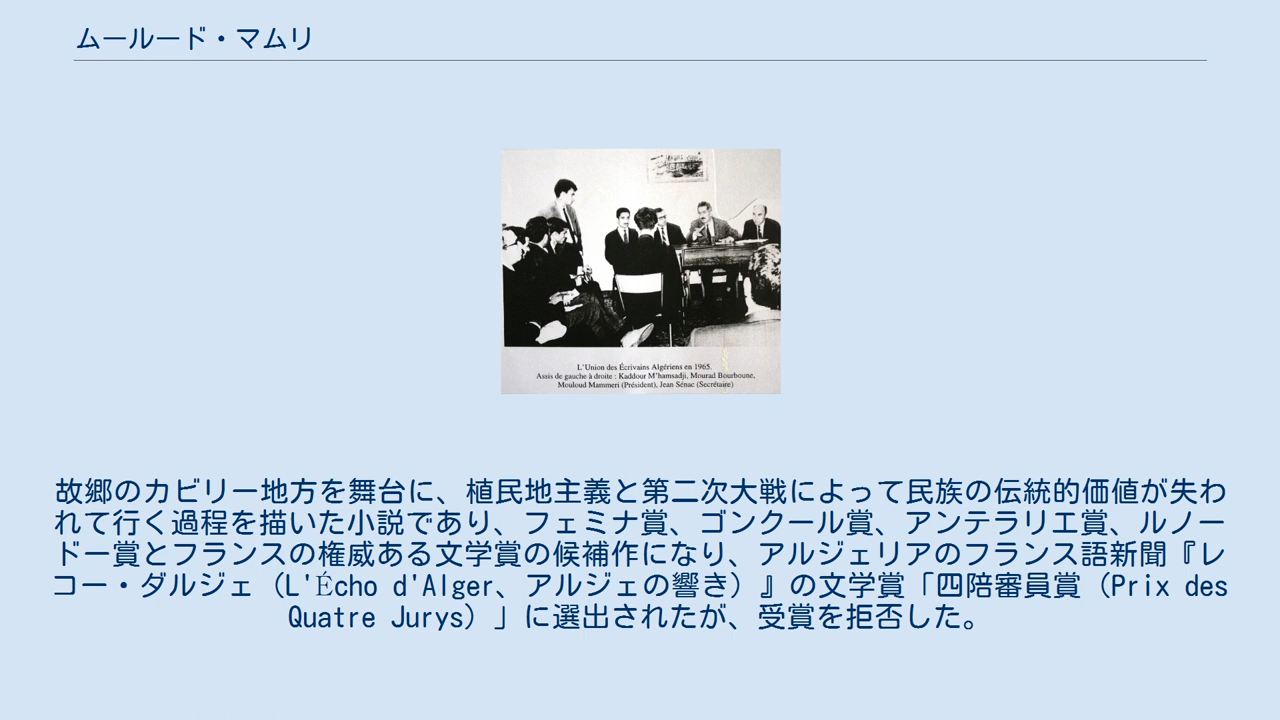 ムールード・マムリ
L'Union des Écrivains Algériens en 1965.
Assis de gauche à droite : Kaddour M'hamsadji, Mourad Bourboune,
Mouloud Mammeri (Président), Jean Sénac (Secrétaire)
故郷のカビリー地方を舞台に、植民地主義と第二次大戦によって民族の伝統的価値が失わ
れて行く過程を描いた小説であり、フェミナ賞、ゴンクール賞、アンテラリエ賞、ルノー
ドー賞とフランスの権威ある文学賞の候補作になり、アルジェリアのフランス語新聞『レ
コー・ダルジェ（L'Écho d'Alger、アルジェの響き）』の文学賞「四陪審員賞（Prix des
Quatre Jurys）」に選出されたが、受賞を拒否した。